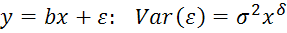 y = bx + ε:  Var(ε) = σ²x^δ